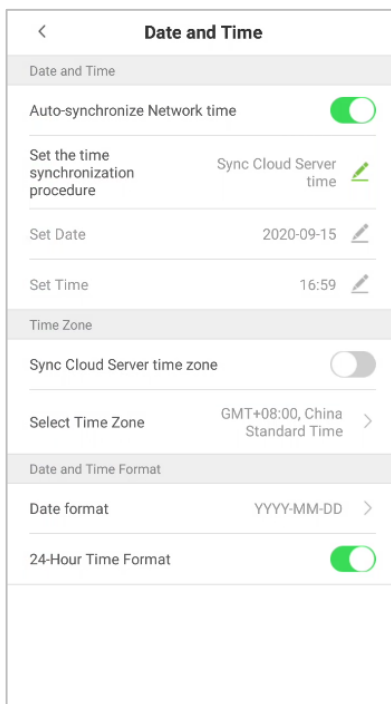 Date and Time
Date and Time
Auto-synchronize Network time
Set the time
synchronization
procedure
Sync Cloud Server
time
Set Date
2020-09-15
Set Time
16:59
Time Zone
Sync Cloud Server time zone
Select Time Zone
GMT+08:00, China
Standard Time
Date and Time Format
Date format
YYYY-MM-DD
24-Hour Time Format